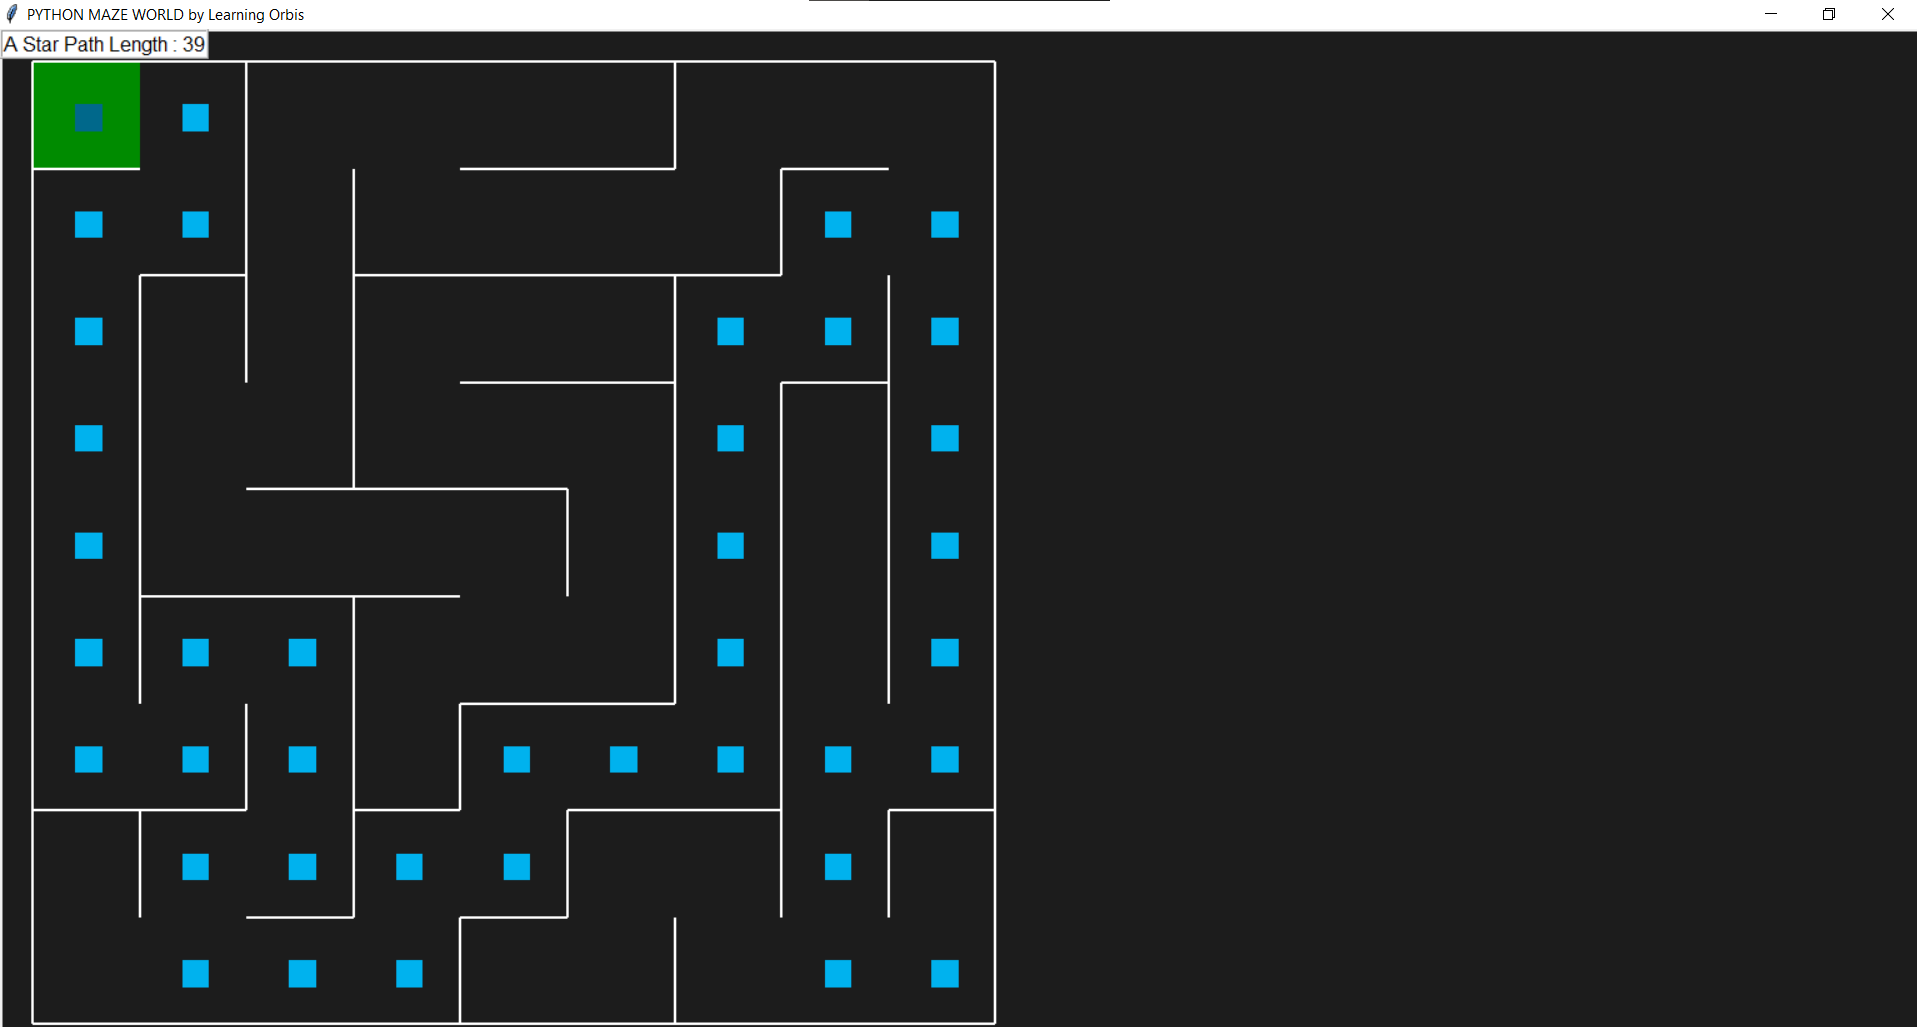 PYTHON MAZE WORLD by Learning Orbis
A Star Path Length : 39